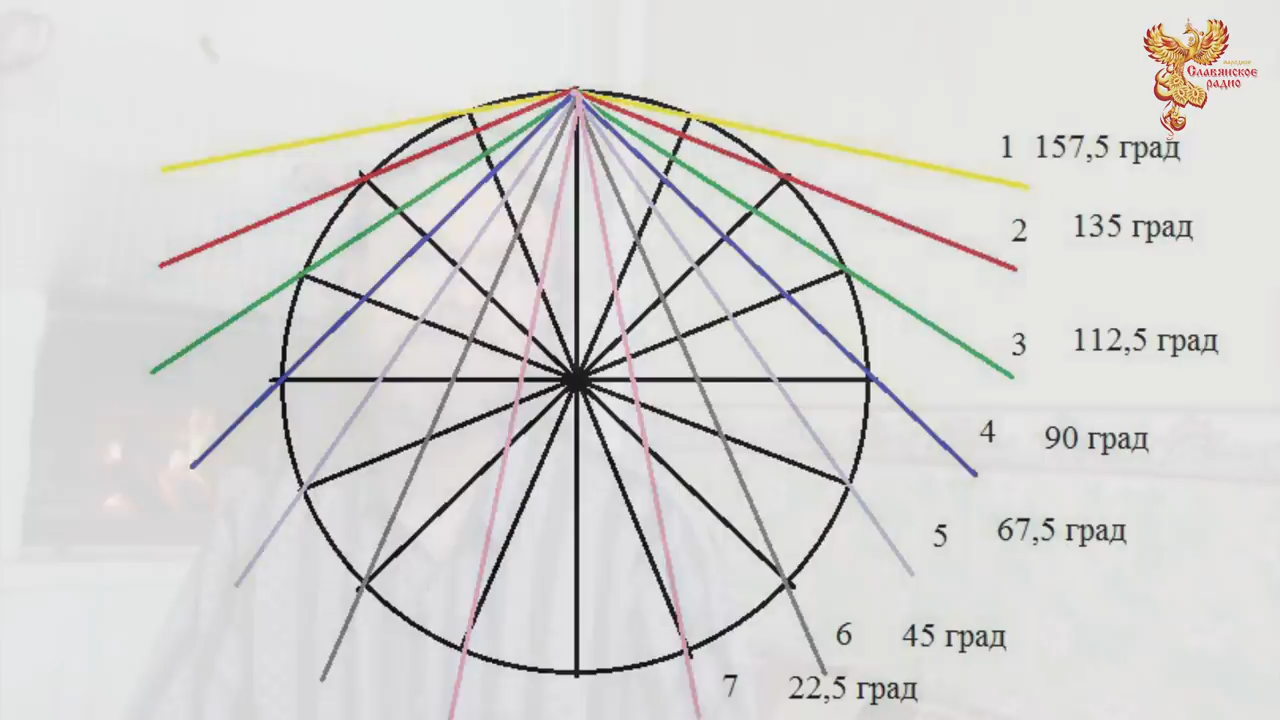 народное
Славянское
радио
1 157,5 град
2 135 град
3 112,5 град
4 90 град
5 67,5 град
6 45 град
7 22,5 град